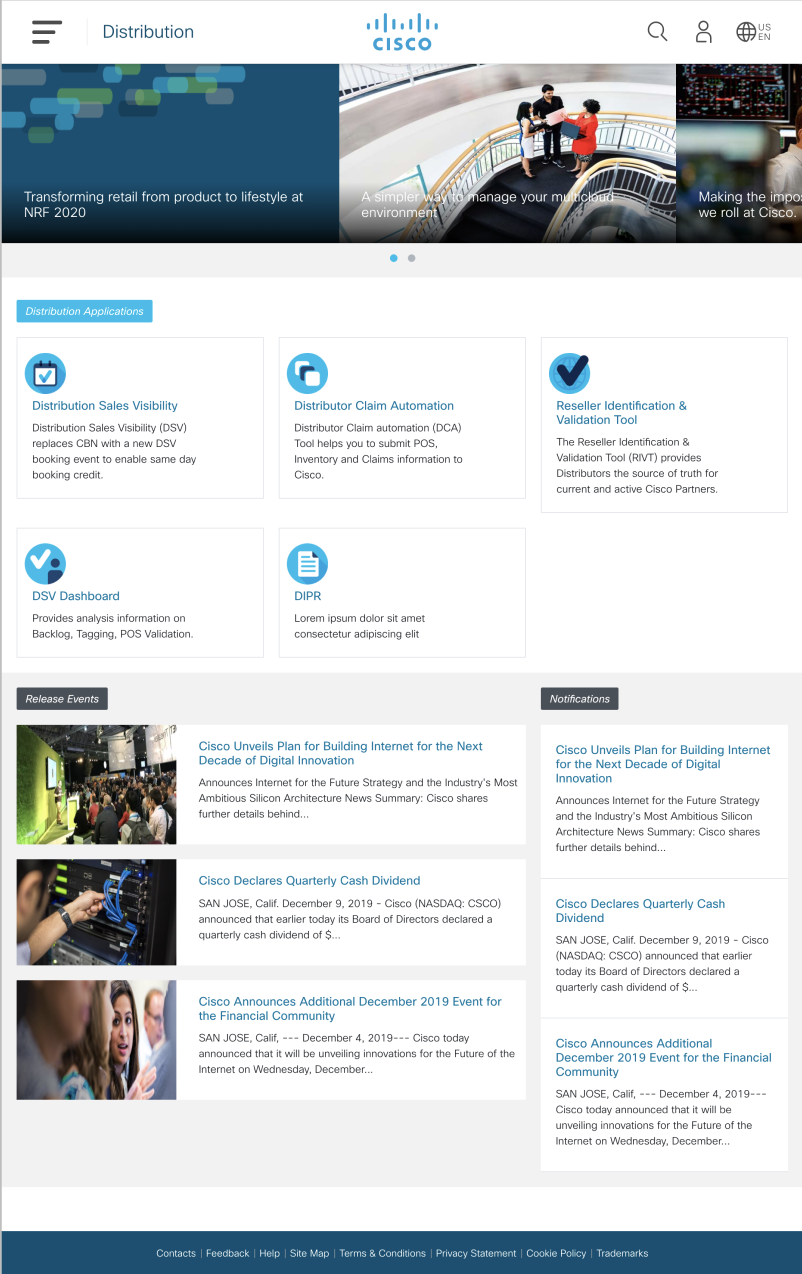 Distribution
CISCO
US
EN
Transforming retail from product to lifestyle at
NRF 2020
A simpler way to manage your multicloud
environment
Making the impos
we roll at Cisco.
Distribution Applications
Distribution Sales Visibility
Distribution Sales Visibility (DSV)
replaces CBN with a new DSV
booking event to enable same day
booking credit.
Distributor Claim Automation
Distributor Claim automation (DCA)
Tool helps you to submit POS,
Inventory and Claims information to
Cisco.
Reseller Identification &
Validation Tool
The Reseller Identification &
Validation Tool (RIVT) provides
Distributors the source of truth for
current and active Cisco Partners.
DSV Dashboard
Provides analysis information on
Backlog, Tagging, POS Validation.
DIPR
Lorem ipsum dolor sit amet
consectetur adipiscing elit
Release Events
Cisco Unveils Plan for Building Internet for the Next
Decade of Digital Innovation
Announces Internet for the Future Strategy and the Industry's Most
Ambitious Silicon Architecture News Summary: Cisco shares
further details behind...
Cisco Declares Quarterly Cash Dividend
SAN JOSE, Calif. December 9, 2019 - Cisco (NASDAQ: CSCO)
announced that earlier today its Board of Directors declared a
quarterly cash dividend of $...
Cisco Announces Additional December 2019 Event for
the Financial Community
SAN JOSE, Calif, --- December 4, 2019--- Cisco today
announced that it will be unveiling innovations for the Future of the
Internet on Wednesday, December...
Notifications
Cisco Unveils Plan for Building Internet
for the Next Decade of Digital
Innovation
Announces Internet for the Future Strategy
and the Industry's Most Ambitious Silicon
Architecture News Summary: Cisco shares
further details behind...
Cisco Declares Quarterly Cash
Dividend
SAN JOSE, Calif. December 9, 2019 - Cisco
(NASDAQ: CSCO) announced that earlier
today its Board of Directors declared a
quarterly cash dividend of $...
Cisco Announces Additional
December 2019 Event for the Financial
Community
SAN JOSE, Calif, --- December 4, 2019---
Cisco today announced that it will be
unveiling innovations for the Future of the
Internet on Wednesday, December...
Contacts | Feedback | Help | Site Map | Terms & Conditions | Privacy Statement | Cookie Policy | Trademarks